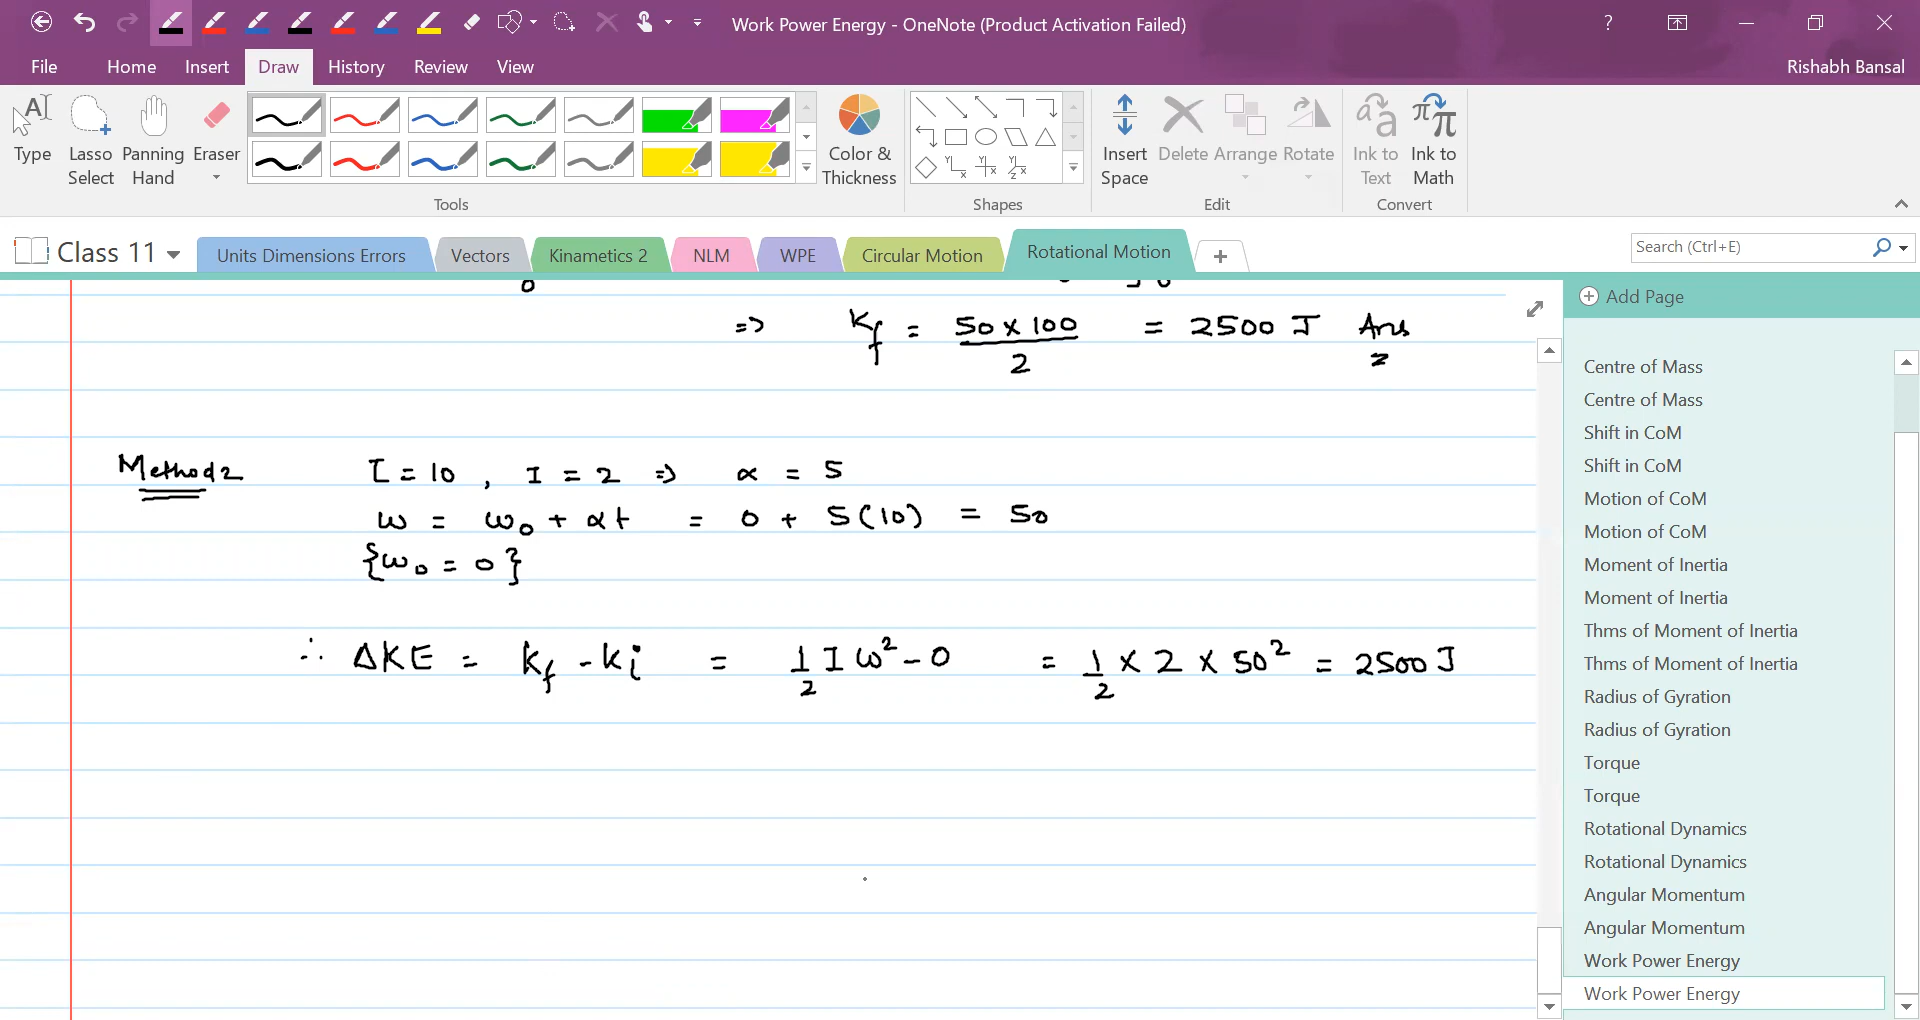 Work Power Energy - OneNote (Product Activation Failed)
?
File Home Insert Draw History Review View
Rishabh Bansal
Type
Lasso Select
Panning Hand
Eraser
Color & Thickness
Insert Space
Delete
Arrange
Rotate
Ink to Text
Ink to Math
Tools
Shapes
Edit
Convert
Class 11
Units Dimensions Errors
Vectors
Kinametics 2
NLM
WPE
Circular Motion
Rotational Motion
Search (Ctrl+E)
=> Kf = 50 x 100 / 2 = 2500 J Ans
Method 2
τ = 10 , I = 2 => α = 5
ω = ω₀ + αt = 0 + 5(10) = 50
{ω₀ = 0}
∴ ΔKE = Kf - Ki = 1/2 I ω² - 0 = 1/2 × 2 × 50² = 2500 J
Add Page
Centre of Mass
Centre of Mass
Shift in CoM
Shift in CoM
Motion of CoM
Motion of CoM
Moment of Inertia
Moment of Inertia
Thms of Moment of Inertia
Thms of Moment of Inertia
Radius of Gyration
Radius of Gyration
Torque
Torque
Rotational Dynamics
Rotational Dynamics
Angular Momentum
Angular Momentum
Work Power Energy
Work Power Energy